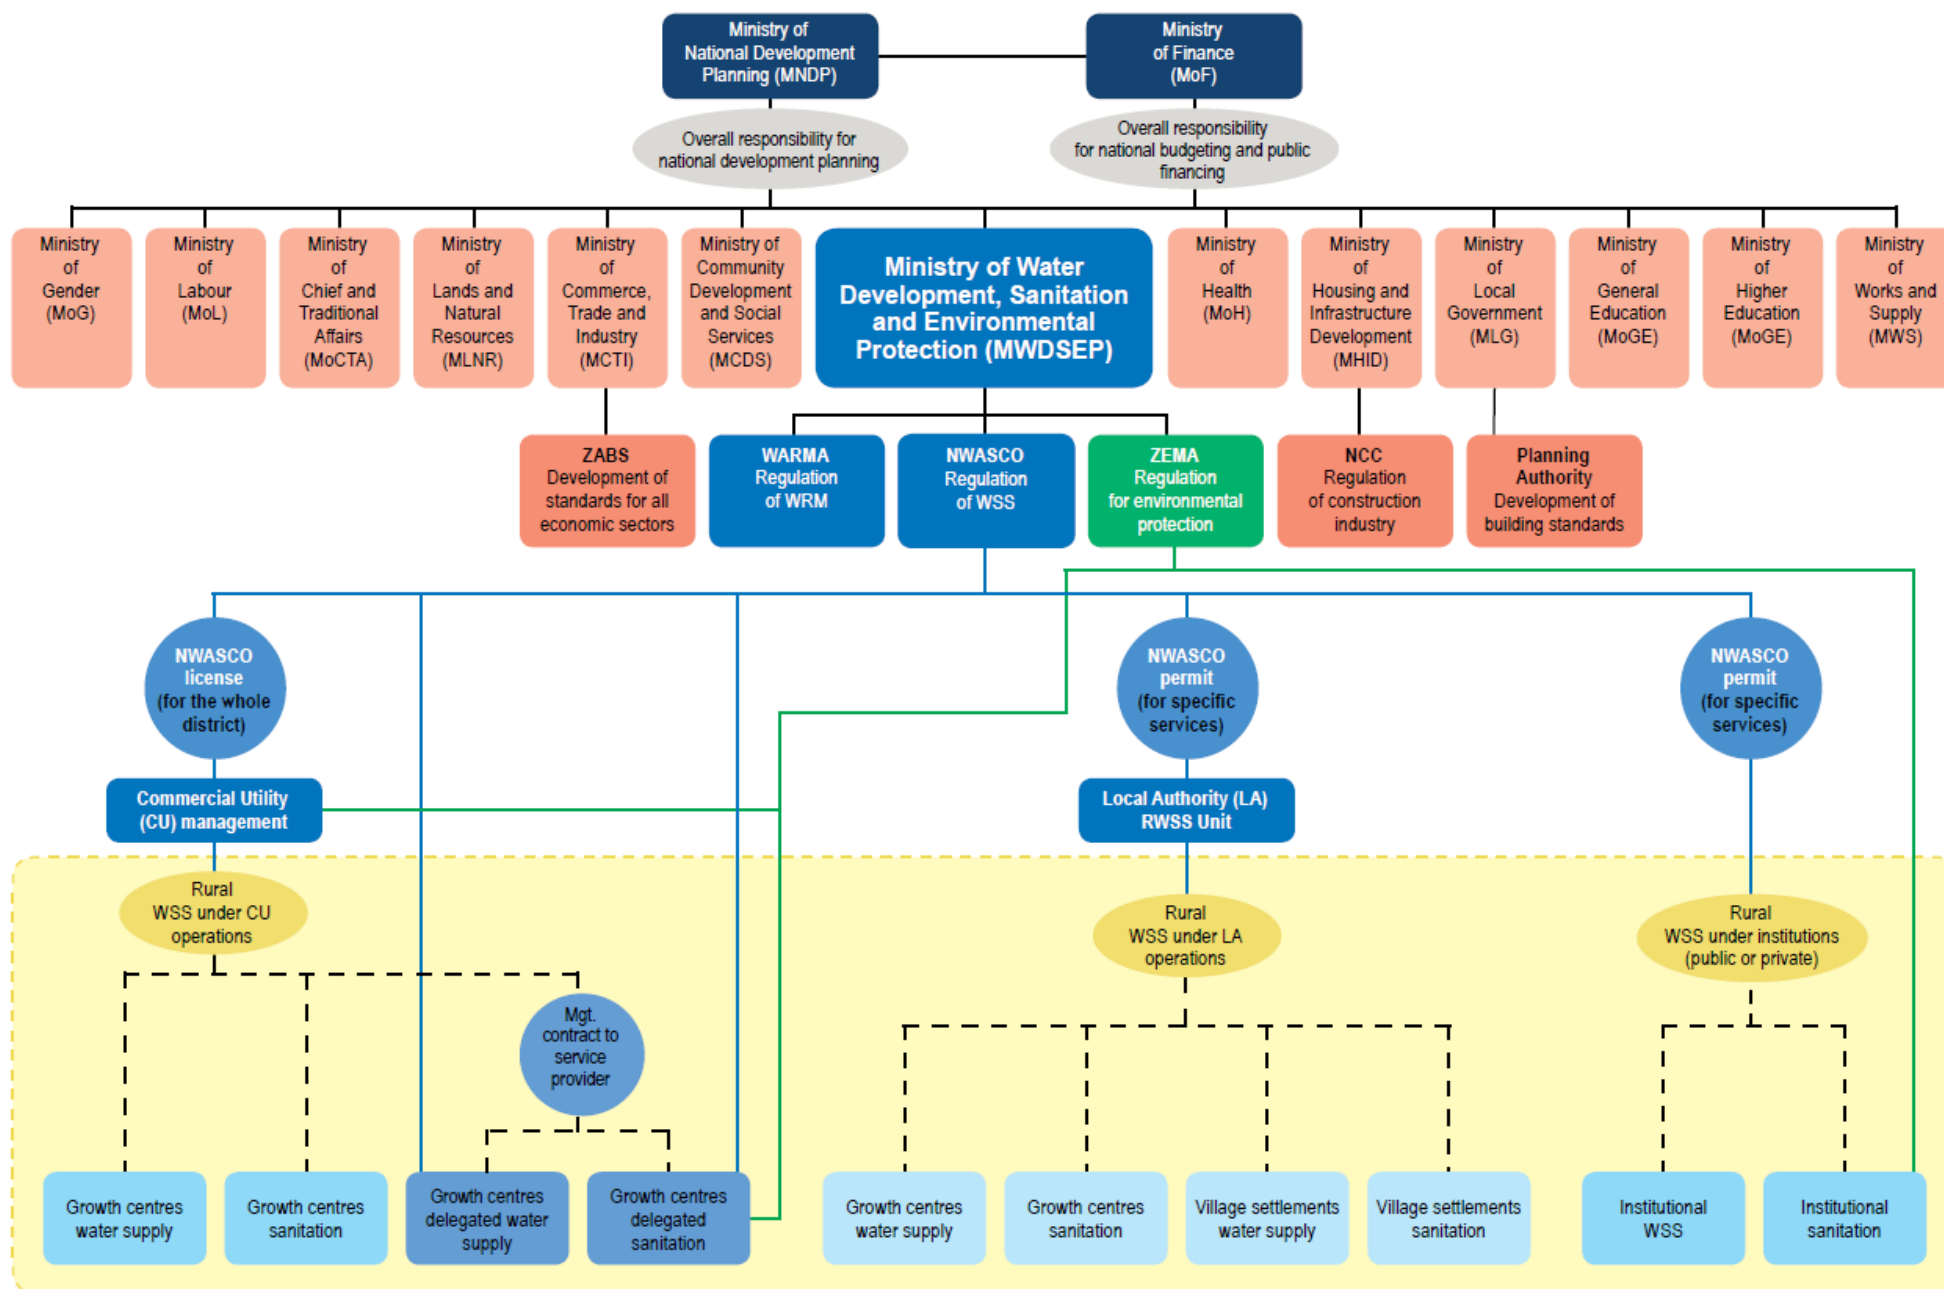 Ministry of
National Development
Planning (MNDP)
Ministry
of Finance
(MoF)
Overall responsibility for
national development planning
Overall responsibility
for national budgeting and public
financing
Ministry
of
Gender
(MoG)
Ministry
of
Labour
(MoL)
Ministry
of
Chief and
Traditional
Affairs
(MoCTA)
Ministry
of
Lands and
Natural
Resources
(MLNR)
Ministry
of
Commerce,
Trade and
Industry
(MCTI)
Ministry of
Community
Development
and Social
Services
(MCDS)
Ministry of Water
Development, Sanitation
and Environmental
Protection (MWDSEP)
Ministry
of
Health
(MoH)
Ministry
of
Housing and
Infrastructure
Development
(MHID)
Ministry
of
Local
Government
(MLG)
Ministry
of
General
Education
(MoGE)
Ministry
of
Higher
Education
(MoGE)
Ministry
of
Works and
Supply
(MWS)
ZABS
Development of
standards for all
economic sectors
WARMA
Regulation
of WRM
NWASCO
Regulation
of WSS
ZEMA
Regulation
for environmental
protection
NCC
Regulation
of construction
industry
Planning
Authority
Development of
building standards
NWASCO
license
(for the whole
district)
NWASCO
permit
(for specific
services)
NWASCO
permit
(for specific
services)
Commercial Utility
(CU) management
Local Authority (LA)
RWSS Unit
Rural
WSS under CU
operations
Rural
WSS under LA
operations
Rural
WSS under institutions
(public or private)
Mgt.
contract to
service
provider
Growth centres
water supply
Growth centres
sanitation
Growth centres
delegated water
supply
Growth centres
delegated
sanitation
Growth centres
water supply
Growth centres
sanitation
Village settlements
water supply
Village settlements
sanitation
Institutional
WSS
Institutional
sanitation